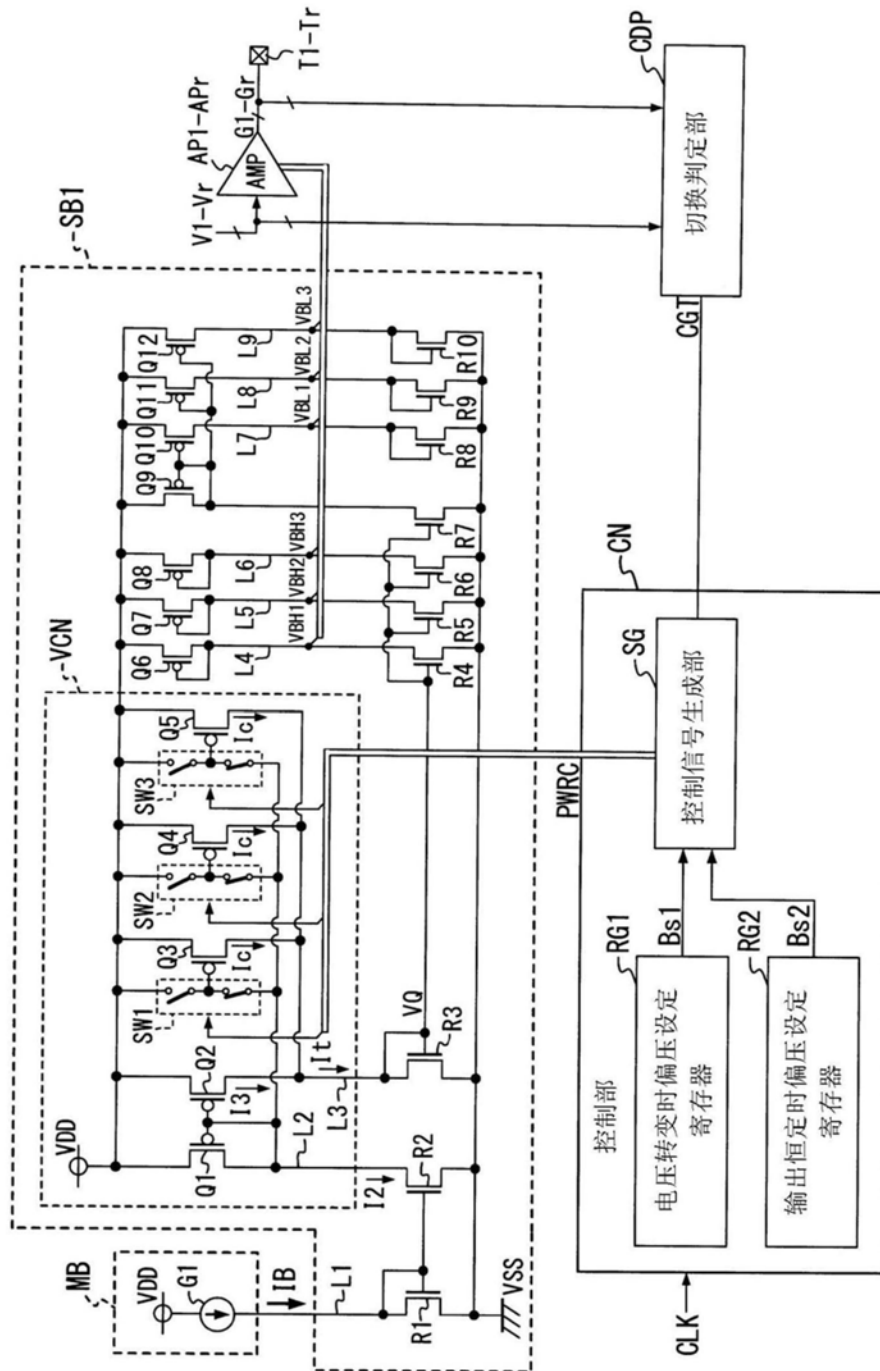 MB
VDD
G1
IB
L1
R1
VSS
VDD
Q1
Q2
I3
It
L2
L3
I2
R2
VQ
R3
VCN
SW1
Q3
Ic
SW2
Q4
Ic
SW3
Q5
Ic
SB1
Q6
Q7
Q8
Q9
Q10
Q11
Q12
L4
L5
L6
L7
L8
L9
VBH1
VBH2
VBH3
VBL1
VBL2
VBL3
R4
R5
R6
R7
R8
R9
R10
V1-Vr
AP1-APr
AMP
G1-Gr
T1-Tr
CLK
控制部
RG1
电压转变时偏压设定
寄存器
Bs1
RG2
输出恒定时偏压设定
寄存器
Bs2
PWRC
SG
控制信号生成部
CN
CGT
切换判定部
CDP